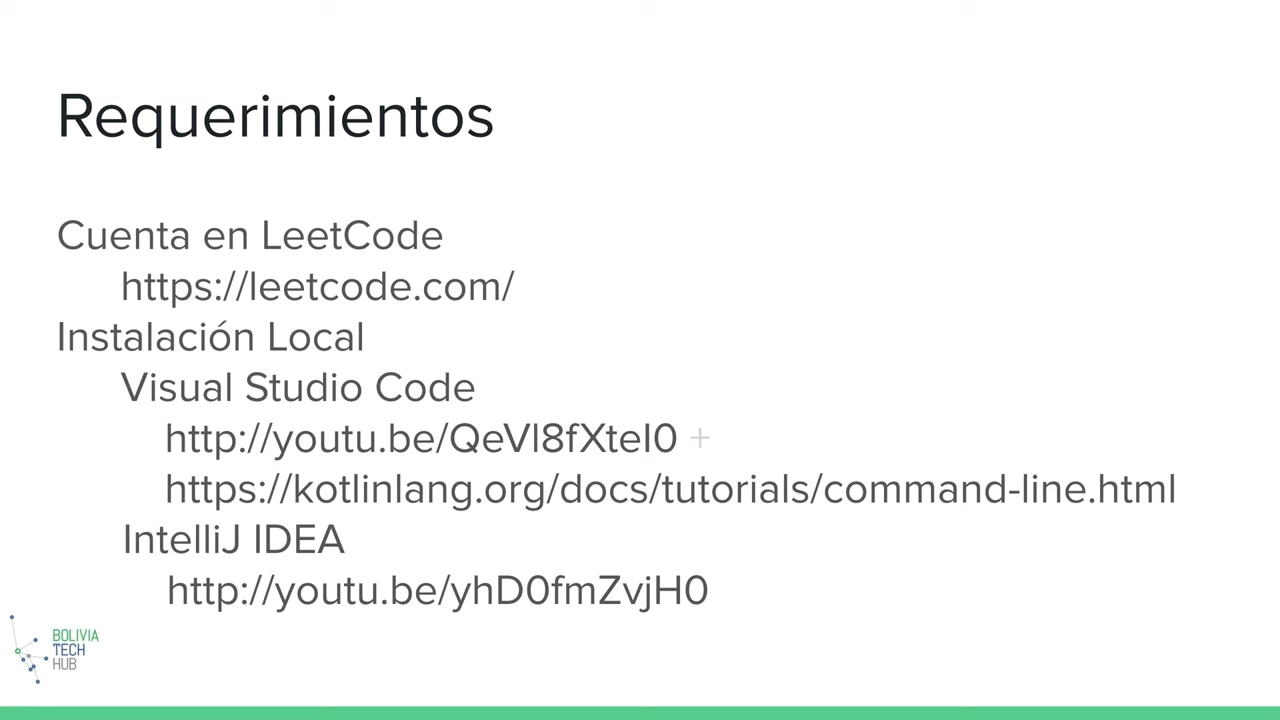 Requerimientos
Cuenta en LeetCode
https://leetcode.com/
Instalación Local
Visual Studio Code
http://youtu.be/QeVl8fXteI0 +
https://kotlinlang.org/docs/tutorials/command-line.html
IntelliJ IDEA
http://youtu.be/yhD0fmZvjH0
BOLIVIA
TECH
HUB